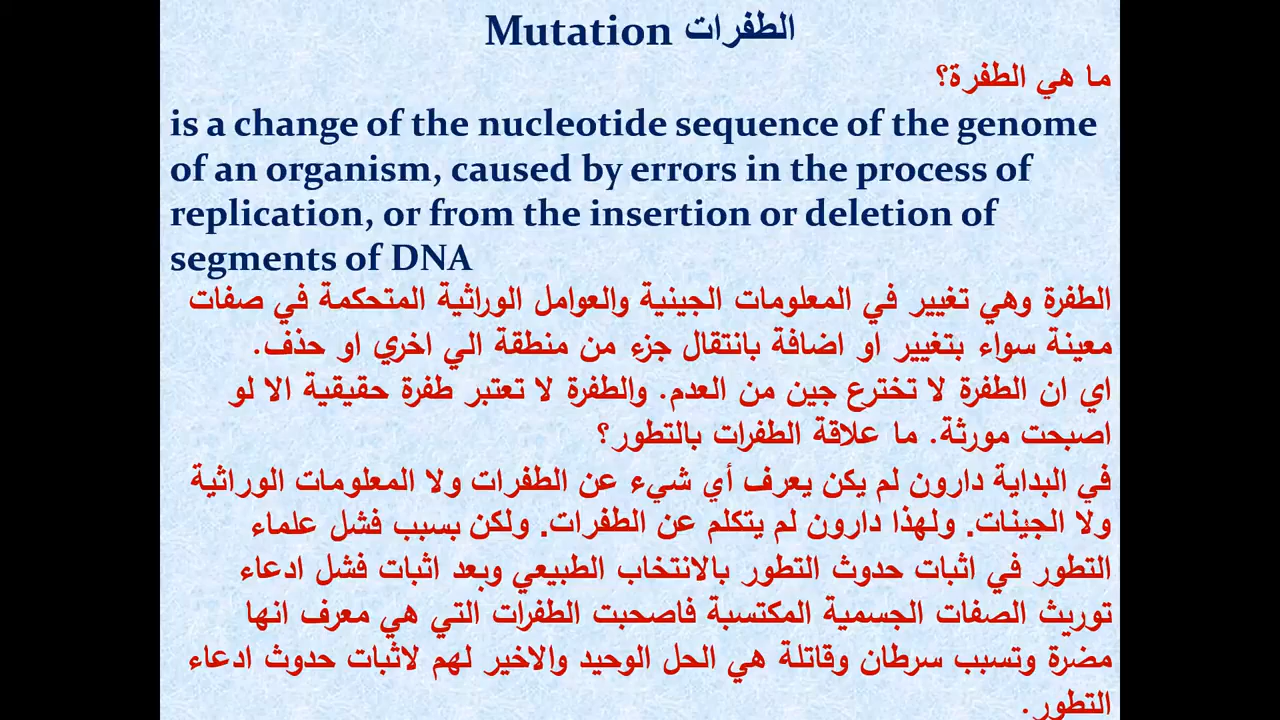 الطفرات Mutation
ما هي الطفرة؟
is a change of the nucleotide sequence of the genome
of an organism, caused by errors in the process of
replication, or from the insertion or deletion of
segments of DNA
الطفرة وهي تغيير في المعلومات الجينية والعوامل الوراثية المتحكمة في صفات
معينة سواء بتغيير او اضافة بانتقال جزء من منطقة الي اخري او حذف.
اي ان الطفرة لا تخترع جين من العدم. والطفرة لا تعتبر طفرة حقيقية الا لو
اصبحت مورثة. ما علاقة الطفرات بالتطور؟
في البداية دارون لم يكن يعرف أي شيء عن الطفرات ولا المعلومات الوراثية
ولا الجينات. ولهذا دارون لم يتكلم عن الطفرات. ولكن بسبب فشل علماء
التطور في اثبات حدوث التطور بالانتخاب الطبيعي وبعد اثبات فشل ادعاء
توريث الصفات الجسمية المكتسبة فاصحبت الطفرات التي هي معرف انها
مضرة وتسبب سرطان وقاتلة هي الحل الوحيد والاخير لهم لاثبات حدوث ادعاء
التطور.